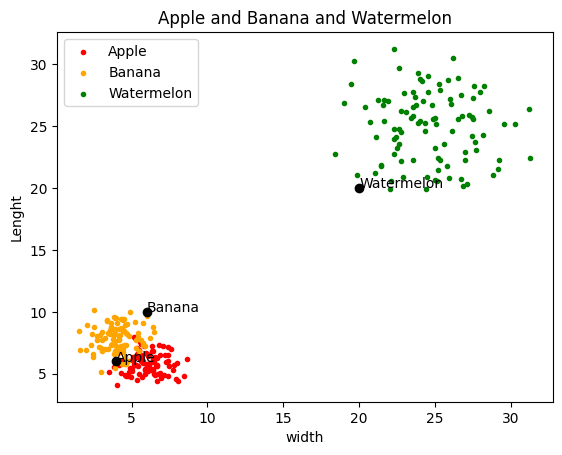 Apple and Banana and Watermelon
Apple
Banana
Watermelon
30
25
20
15
10
5
Lenght
Watermelon
Banana
Apple
5
10
15
20
25
30
width